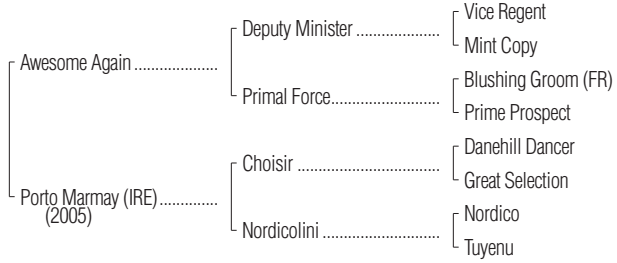 Vice Regent
Deputy Minister ..................
Mint Copy
Awesome Again ....................
Blushing Groom (FR)
Primal Force........................
Prime Prospect
Danehill Dancer
Choisir ...............................
Great Selection
Porto Marmay (IRE).............
(2005)
Nordico
Nordicolini ..........................
Tuyenu